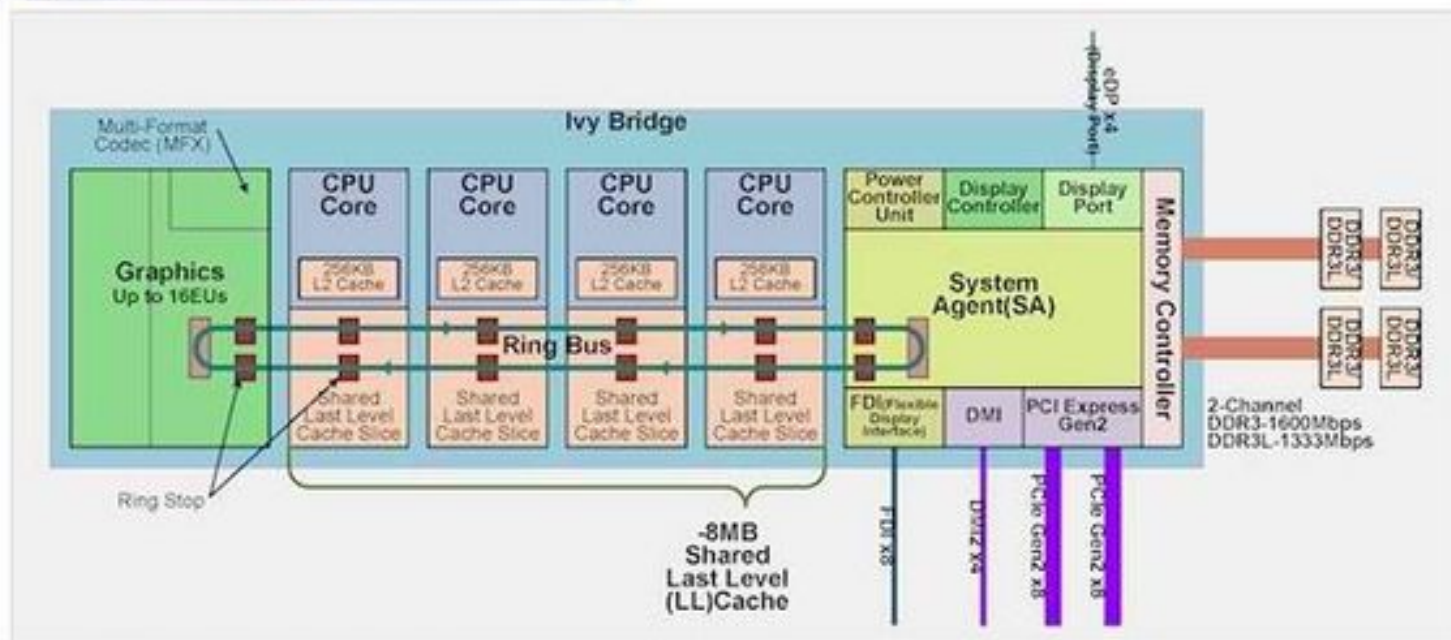 eDP x4
(Display Port)
Ivy Bridge
Multi-Format
Codec (MFX)
Graphics
Up to 16EUs
CPU
Core
256KB
L2 Cache
CPU
Core
256KB
L2 Cache
CPU
Core
256KB
L2 Cache
CPU
Core
256KB
L2 Cache
Ring Bus
Shared
Last Level
Cache Slice
Shared
Last Level
Cache Slice
Shared
Last Level
Cache Slice
Shared
Last Level
Cache Slice
Power
Controller
Unit
Display
Controller
Display
Port
System
Agent(SA)
FDI(Flexible
Display
Interface)
DMI
PCI Express
Gen2
Memory Controller
DDR3/
DDR3L
DDR3/
DDR3L
DDR3/
DDR3L
DDR3/
DDR3L
2-Channel
DDR3-1600Mbps
DDR3L-1333Mbps
Ring Stop
-8MB
Shared
Last Level
(LL)Cache
FDI x8
DMI2 x4
PCIe Gen2 x8
PCIe Gen2 x8